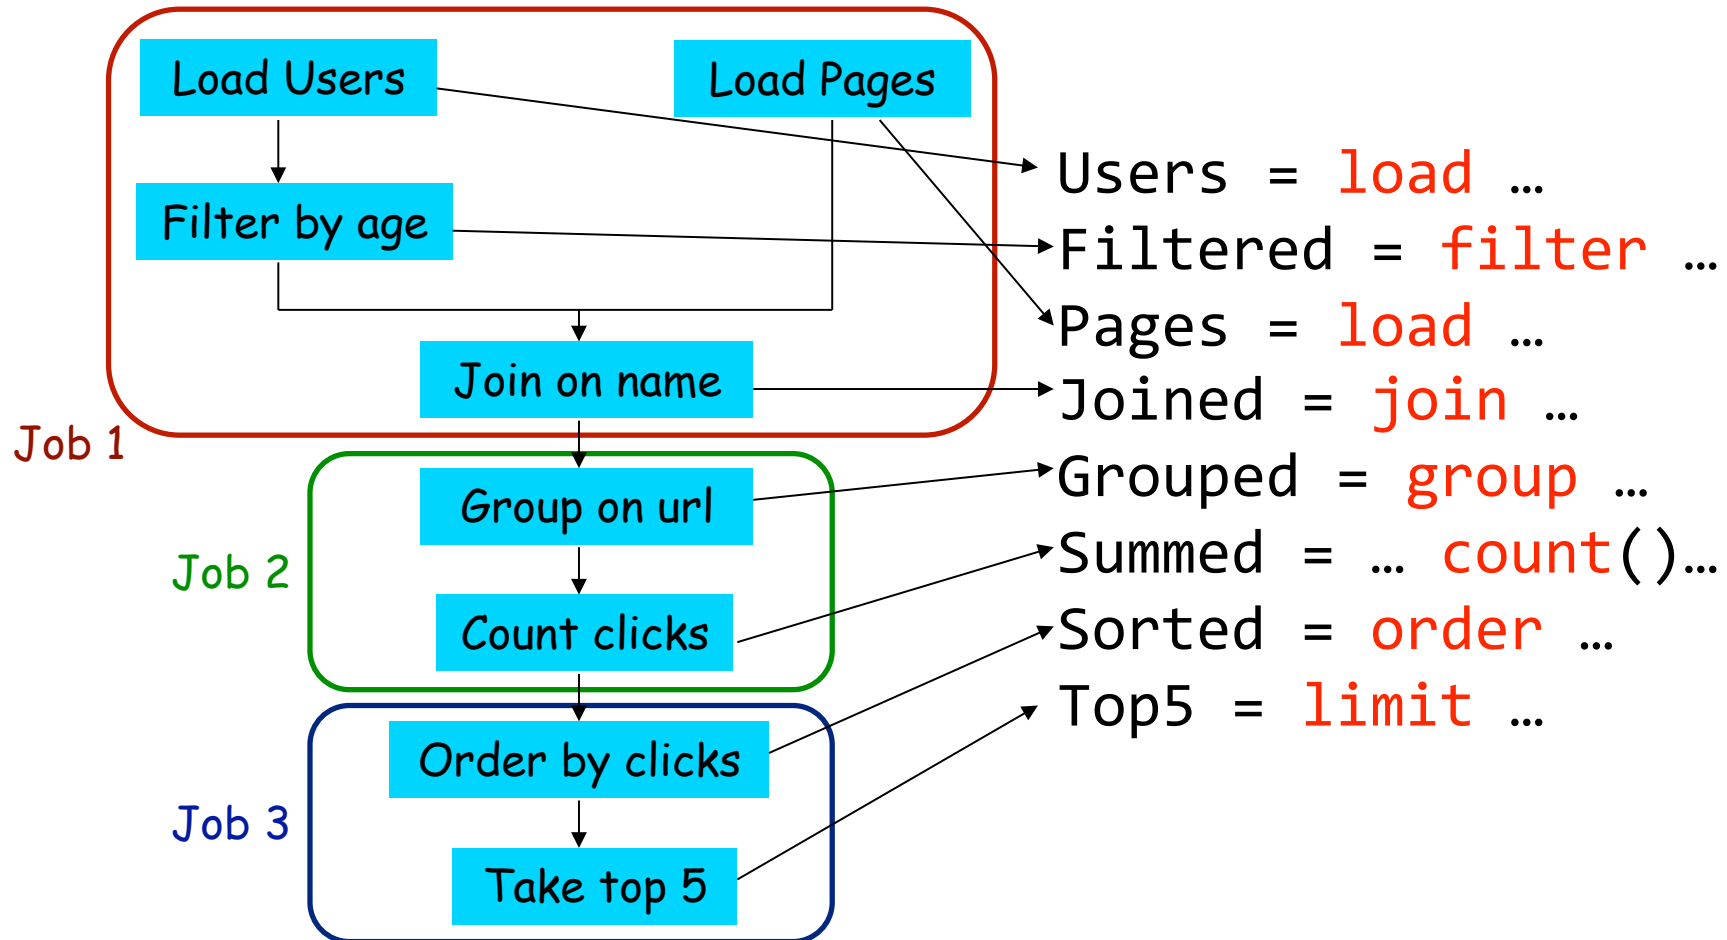 Load Users
Load Pages
Filter by age
Join on name
Job 1
Group on url
Job 2
Count clicks
Order by clicks
Job 3
Take top 5
Users = load …
Filtered = filter …
Pages = load …
Joined = join …
Grouped = group …
Summed = … count()…
Sorted = order …
Top5 = limit …